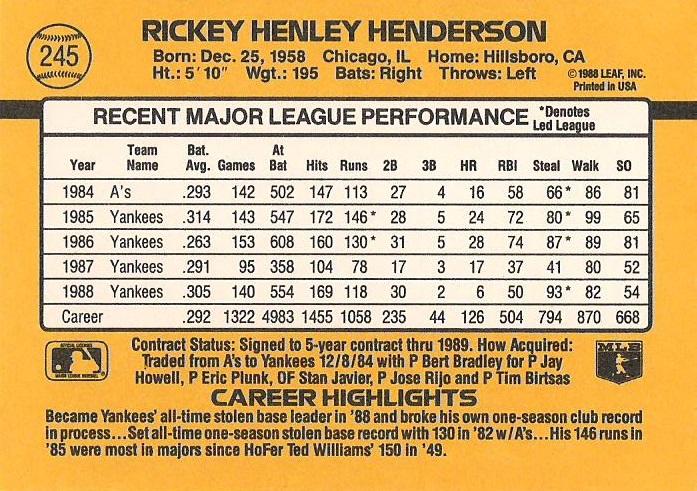 245
RICKEY HENLEY HENDERSON
Born: Dec. 25, 1958 Chicago, IL Home: Hillsboro, CA
Ht.: 5'10" Wgt.: 195 Bats: Right Throws: Left
©1988 LEAF, INC.
Printed in USA
RECENT MAJOR LEAGUE PERFORMANCE *Denotes Led League
Year Team Name Bat. Avg. Games At Bat Hits Runs 2B 3B HR RBI Steal Walk SO
1984 A's .293 142 502 147 113 27 4 16 58 66* 86 81
1985 Yankees .314 143 547 172 146* 28 5 24 72 80* 99 65
1986 Yankees .263 153 608 160 130* 31 5 28 74 87* 89 81
1987 Yankees .291 95 358 104 78 17 3 17 37 41 80 52
1988 Yankees .305 140 554 169 118 30 2 6 50 93* 82 54
Career .292 1322 4983 1455 1058 235 44 126 504 794 870 668
Contract Status: Signed to 5-year contract thru 1989. How Acquired:
Traded from A's to Yankees 12/8/84 with P Bert Bradley for P Jay
Howell, P Eric Plunk, OF Stan Javier, P Jose Rijo and P Tim Birtsas
MLB
CAREER HIGHLIGHTS
Became Yankees' all-time stolen base leader in '88 and broke his own one-season club record
in process...Set all-time one-season stolen base record with 130 in '82 w/A's...His 146 runs in
'85 were most in majors since HoFer Ted Williams' 150 in '49.